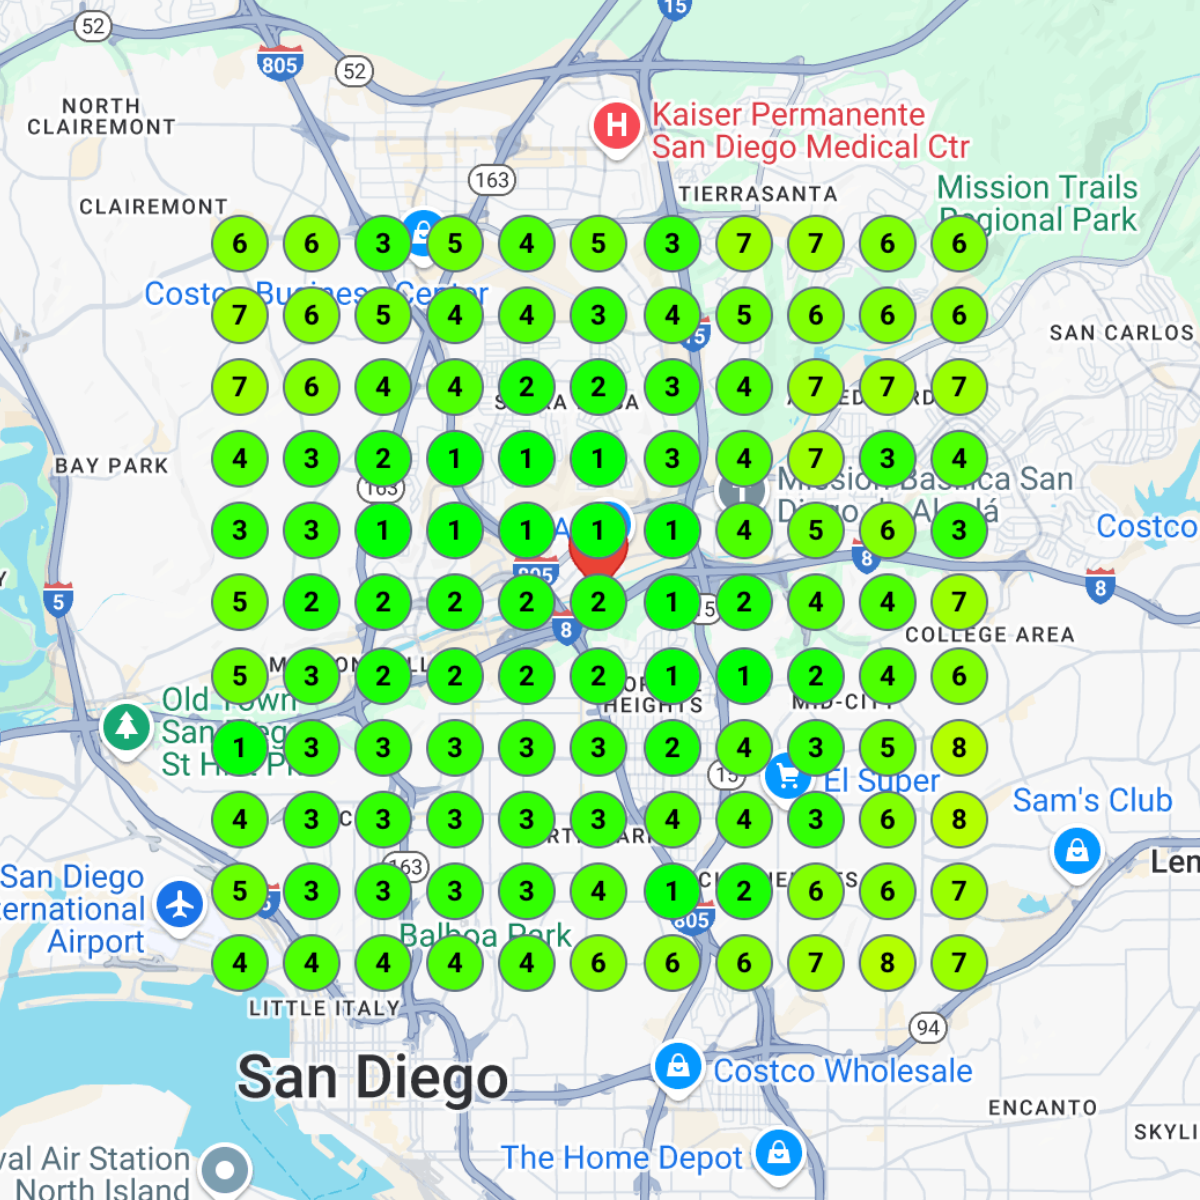 15
52
805
52
NORTH
CLAIREMONT
H
Kaiser Permanente
San Diego Medical Ctr
163
CLAIREMONT
TIERRASANTA
Mission Trails
Regional Park
6 6 3 5 4 5 3 7 7 6 6
Costco Business Center
7 6 5 4 4 3 4 5 6 6 6
15
SAN CARLOS
7 6 4 4 2 2 3 4 7 7 7
BAY PARK
4 3 2 1 1 1 3 4 7 3 4
163
Mission Basilica San
Diego de Alcalá
3 3 1 1 1 1 1 4 5 6 3
Costco
805
8
8
5
5 2 2 2 2 2 1 2 4 4 7
8
COLLEGE AREA
5 3 2 2 2 2 1 1 2 4 6
HEIGHTS
MID-CITY
Old Town
San Diego
St Hist Pk
1 3 3 3 3 3 2 4 3 5 8
15
El Super
Sam's Club
4 3 3 3 3 3 4 4 3 6 8
163
Len
San Diego
ternational
Airport
5 3 3 3 3 4 1 2 6 6 7
5
805
Balboa Park
4 4 4 4 4 6 6 6 7 8 7
LITTLE ITALY
94
San Diego
Costco Wholesale
ENCANTO
SKYLI
val Air Station
North Island
The Home Depot